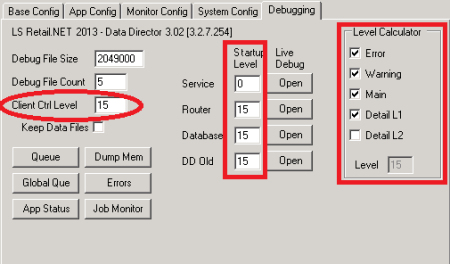 Base Config App Config Monitor Config System Config Debugging
LS Retail.NET 2013 - Data Director 3.02 [3.2.7.254]
Debug File Size 2049000
Debug File Count 5
Client Ctrl Level 15
Keep Data Files
Queue Dump Mem
Global Que Errors
App Status Job Monitor
Startup Level Live Debug
Service 0 Open
Router 15 Open
Database 15 Open
DD Old 15 Open
Level Calculator
Error
Warning
Main
Detail L1
Detail L2
Level 15